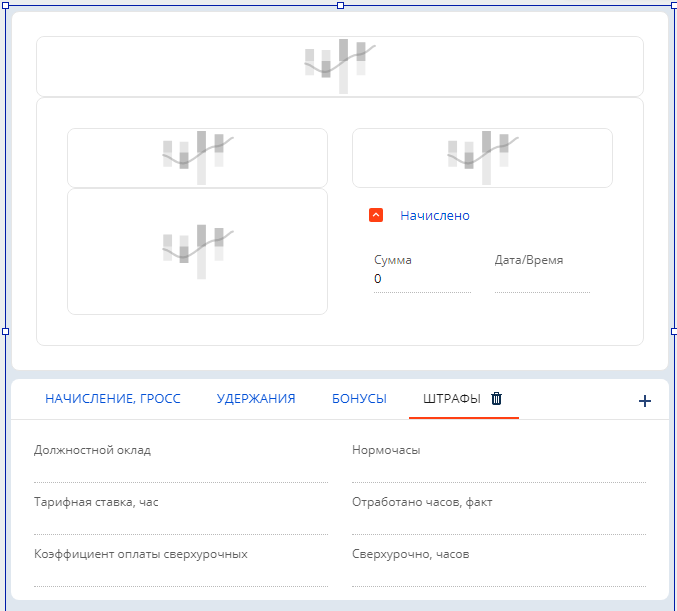 Начислено
Сумма Дата/Время
0
НАЧИСЛЕНИЕ, ГРОСС УДЕРЖАНИЯ БОНУСЫ ШТРАФЫ
Должностной оклад Нормочасы
Тарифная ставка, час Отработано часов, факт
Коэффициент оплаты сверхурочных Сверхурочно, часов